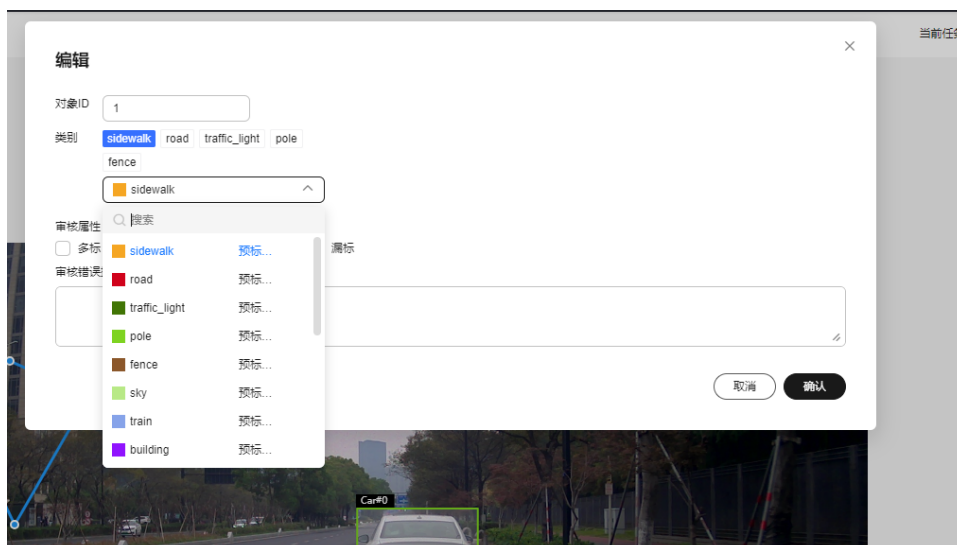 当前任
编辑
对象ID 1
类别 sidewalk road traffic_light pole
fence
sidewalk
搜索
审核属性
多标 漏标
审核错误
sidewalk 预标...
road 预标...
traffic_light 预标...
pole 预标...
fence 预标...
sky 预标...
train 预标...
building 预标...
取消 确认
Car#0